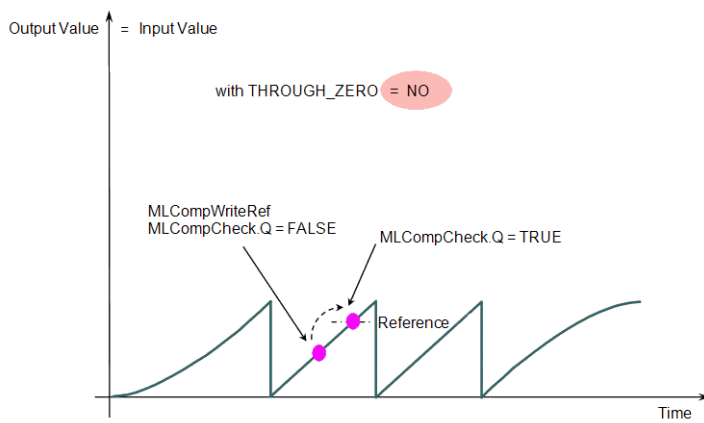 Output Value = Input Value
with THROUGH_ZERO = NO
MLCompWriteRef
MLCompCheck.Q = FALSE
MLCompCheck.Q = TRUE
Reference
Time